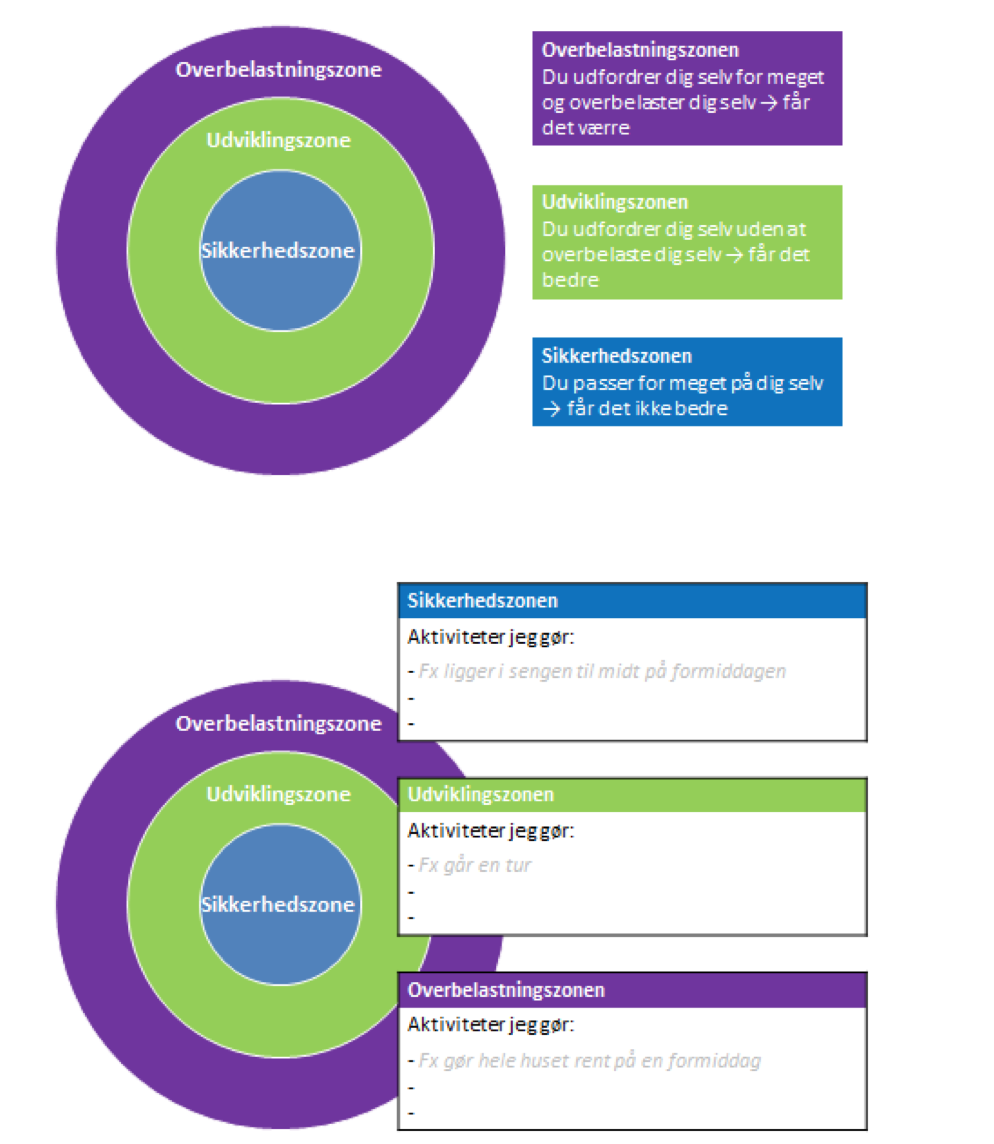 Overbelastningszone
Udviklingszone
Sikkerhedszone
Overbelastningszonen
Du udfordrer dig selv for meget
og overbelaster dig selv → får
det værre
Udviklingszonen
Du udfordrer dig selv uden at
overbelaste dig selv → får det
bedre
Sikkerhedszonen
Du passer for meget på dig selv
→ får det ikke bedre
Overbelastningszone
Udviklingszone
Sikkerhedszone
Sikkerhedszonen
Aktiviteter jeg gør:
- Fx ligger i sengen til midt på formiddagen
-
-
Udviklingszonen
Aktiviteter jeg gør:
- Fx går en tur
-
-
Overbelastningszonen
Aktiviteter jeg gør:
- Fx gør hele huset rent på en formiddag
-
-